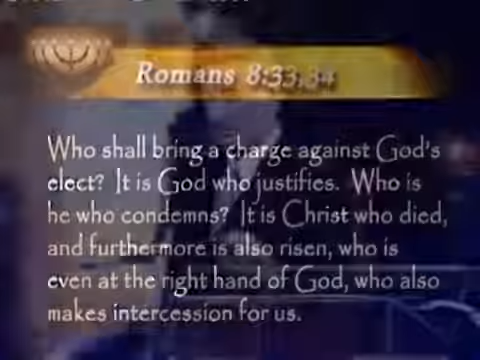 Romans 8:33,34
Who shall bring a charge against God's
elect? It is God who justifies. Who is
he who condemns? It is Christ who died,
and furthermore is also risen, who is
even at the right hand of God, who also
makes intercession for us.